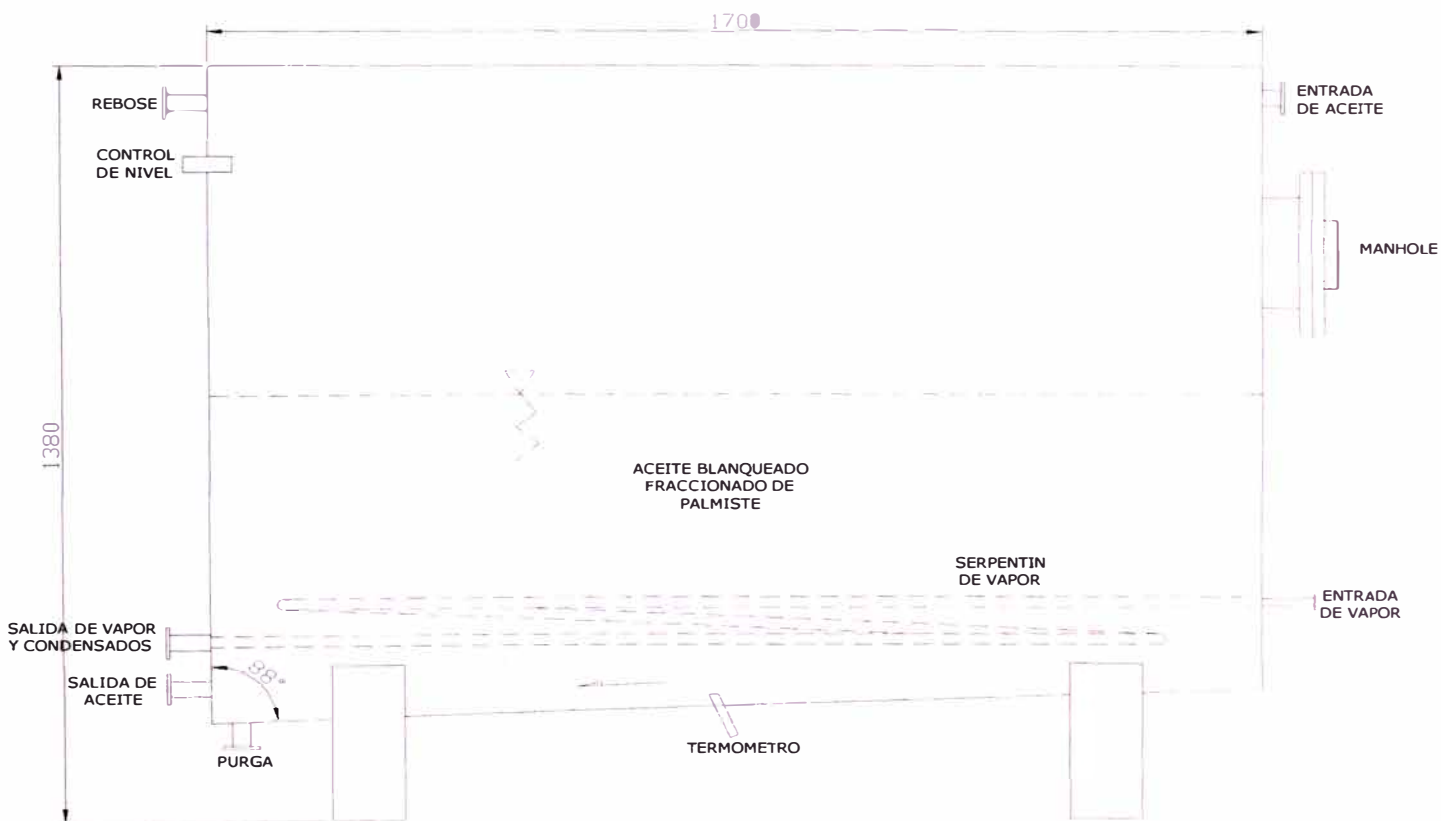 1700
REBOSE
ENTRADA
DE ACEITE
CONTROL
DE NIVEL
MANHOLE
1380
ACEITE BLANQUEADO
FRACCIONADO DE
PALMISTE
SERPENTIN
DE VAPOR
ENTRADA
DE VAPOR
SALIDA DE VAPOR
Y CONDENSADOS
88°
SALIDA DE
ACEITE
PURGA
TERMOMETRO